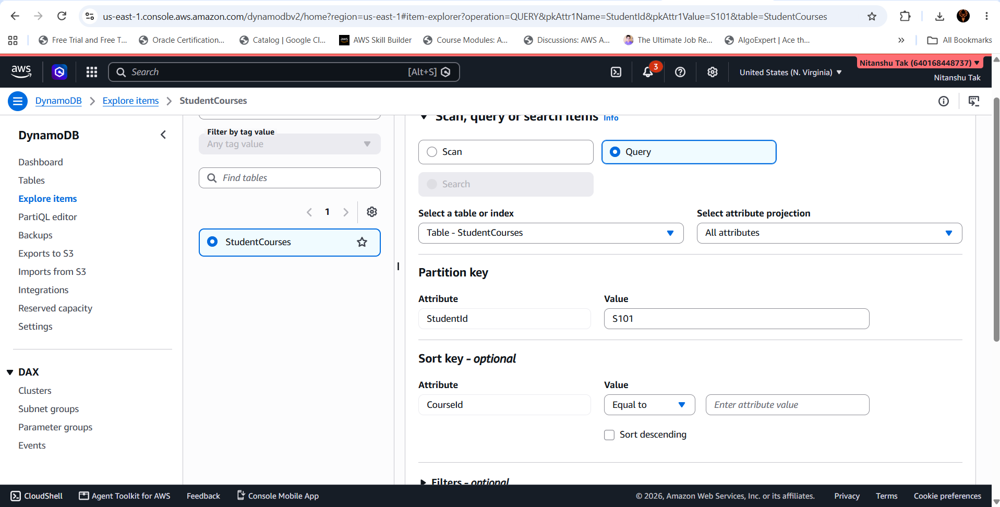 us-east-1.console.aws.amazon.com/dynamodbv2/home?region=us-east-1#item-explorer?operation=QUERY&pkAttr1Name=StudentId&pkAttr1Value=S101&table=StudentCourses
Free Trial and Free T...
Oracle Certification...
Catalog | Google Cl...
aws
AWS Skill Builder
Course Modules: A...
Discussions: AWS A...
The Ultimate Job Re...
AlgoExpert | Ace th...
»
All Bookmarks
aws
Search
[Alt+S]
3
United States (N. Virginia)
Nitanshu Tak (640168448737)
Nitanshu Tak
DynamoDB
Explore items
StudentCourses
DynamoDB
Dashboard
Tables
Explore items
PartiQL editor
Backups
Exports to S3
Imports from S3
Integrations
Reserved capacity
Settings
DAX
Clusters
Subnet groups
Parameter groups
Events
Filter by tag value
Any tag value
Find tables
1
StudentCourses
Scan, query or search items Info
Scan
Query
Search
Select a table or index
Table - StudentCourses
Select attribute projection
All attributes
Partition key
Attribute
Value
StudentId
S101
Sort key - optional
Attribute
Value
CourseId
Equal to
Enter attribute value
Sort descending
Filters - optional
CloudShell
Agent Toolkit for AWS
Feedback
Console Mobile App
© 2026, Amazon Web Services, Inc. or its affiliates.
Privacy
Terms
Cookie preferences